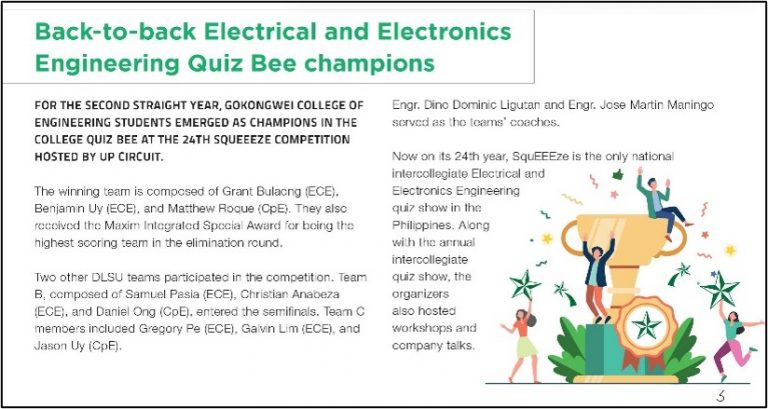 Back-to-back Electrical and Electronics
Engineering Quiz Bee champions
FOR THE SECOND STRAIGHT YEAR, GOKONGWEI COLLEGE OF
ENGINEERING STUDENTS EMERGED AS CHAMPIONS IN THE
COLLEGE QUIZ BEE AT THE 24TH SQUEEEZE COMPETITION
HOSTED BY UP CIRCUIT.
The winning team is composed of Grant Bulaong (ECE),
Benjamin Uy (ECE), and Matthew Roque (CpE). They also
received the Maxim Integrated Special Award for being the
highest scoring team in the elimination round.
Two other DLSU teams participated in the competition. Team
B, composed of Samuel Pasia (ECE), Christian Anabeza
(ECE), and Daniel Ong (CpE), entered the semifinals. Team C
members included Gregory Pe (ECE), Galvin Lim (ECE), and
Jason Uy (CpE).
Engr. Dino Dominic Ligutan and Engr. Jose Martin Maningo
served as the teams' coaches.
Now on its 24th year, SquEEEze is the only national
intercollegiate Electrical and
Electronics Engineering
quiz show in the
Philippines. Along
with the annual
intercollegiate
quiz show, the
organizers
also hosted
workshops and
company talks.
3